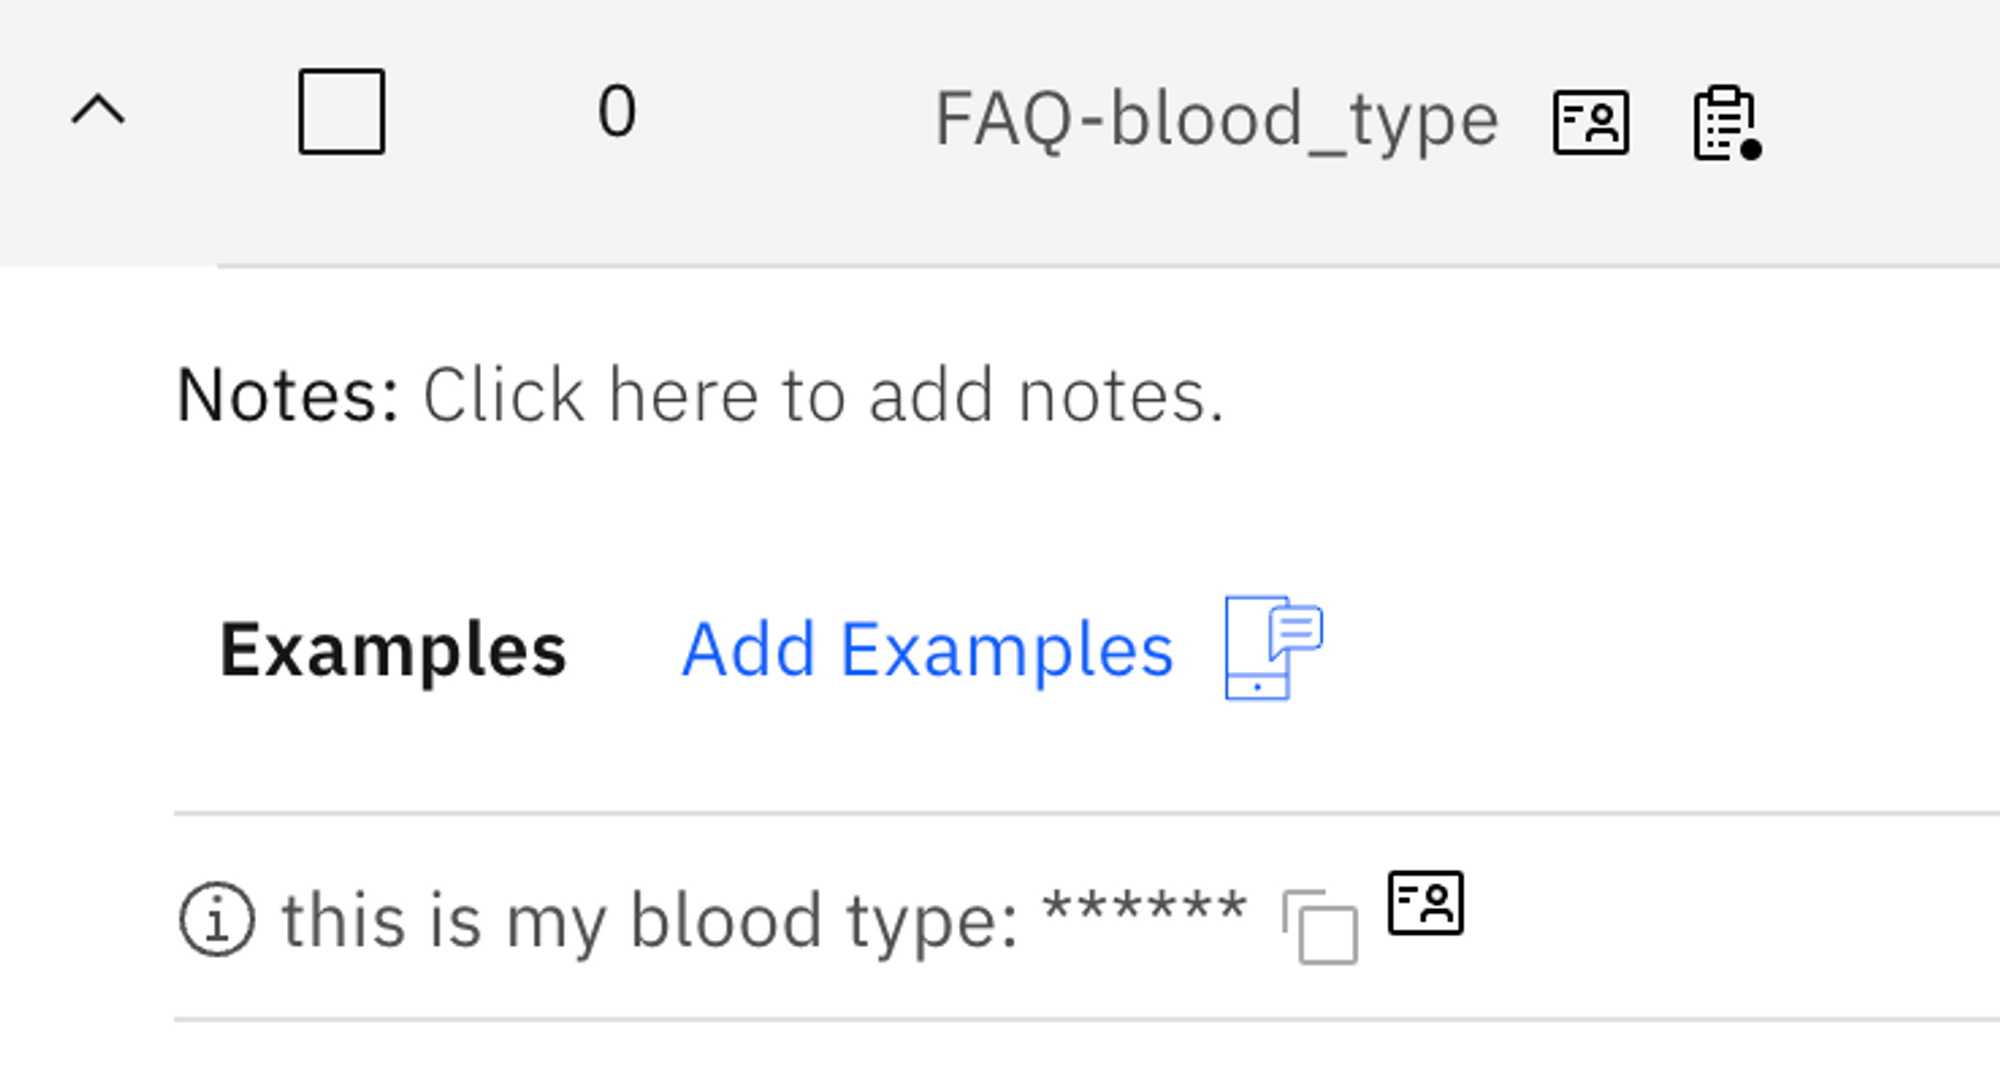 0 FAQ-blood_type
Notes: Click here to add notes.
Examples Add Examples
this is my blood type: ******